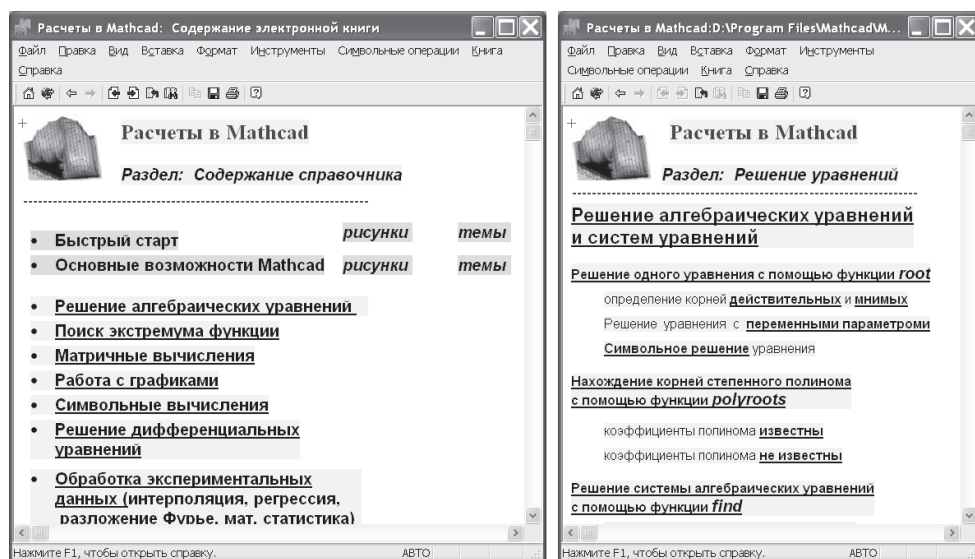 Расчеты в Mathcad: Содержание электронной книги
Файл Правка Вид Вставка Формат Инструменты Символьные операции Книга
Справка
Расчеты в Mathcad
Раздел: Содержание справочника
• Быстрый старт рисунки темы
• Основные возможности Mathcad рисунки темы
• Решение алгебраических уравнений
• Поиск экстремума функции
• Матричные вычисления
• Работа с графиками
• Символьные вычисления
• Решение дифференциальных
уравнений
• Обработка экспериментальных
данных (интерполяция, регрессия,
разложение Фурье, мат. статистика)
Нажмите F1, чтобы открыть справку. АВТО
Расчеты в Mathcad:D:\Program Files\Mathcad\M...
Файл Правка Вид Вставка Формат Инструменты
Символьные операции Книга Справка
Расчеты в Mathcad
Раздел: Решение уравнений
Решение алгебраических уравнений
и систем уравнений
Решение одного уравнения с помощью функции root
определение корней действительных и мнимых
Решение уравнения с переменными параметроми
Символьное решение уравнения
Нахождение корней степенного полинома
с помощью функции polyroots
коэффициенты полинома известны
коэффициенты полинома не известны
Решение системы алгебраических уравнений
с помощью функции find
Нажмите F1, чтобы открыть справку. АВТО